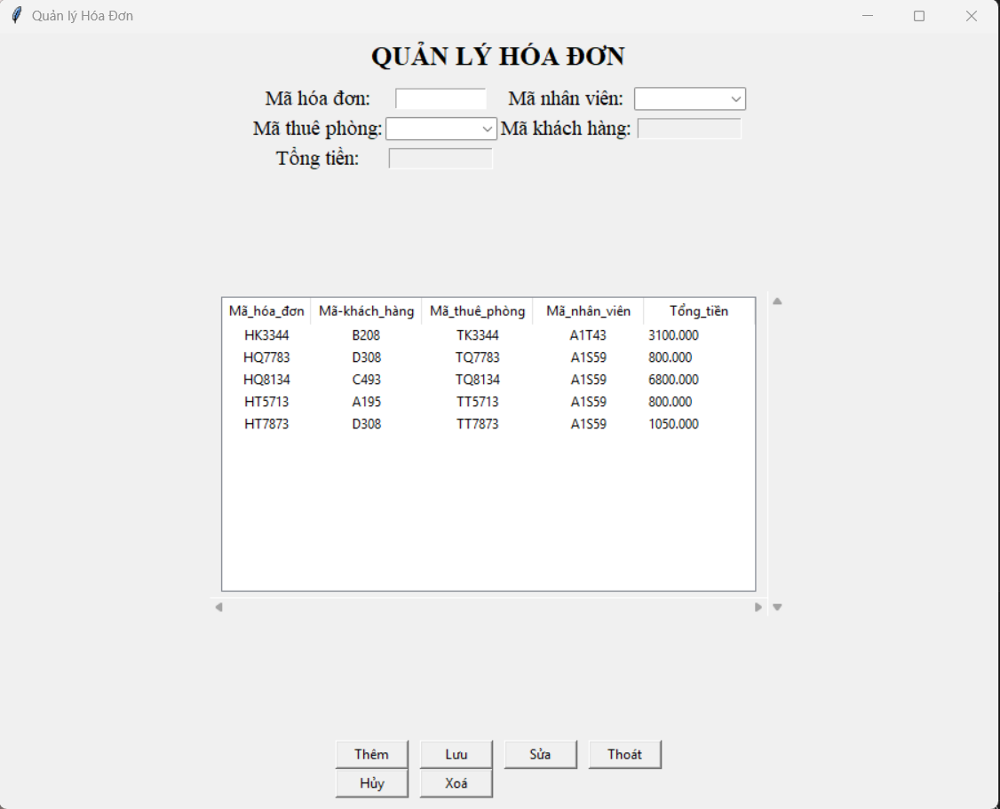 Quản lý Hóa Đơn
QUẢN LÝ HÓA ĐƠN
Mã hóa đơn: Mã nhân viên:
Mã thuê phòng: Mã khách hàng:
Tổng tiền:
Mã_hóa_đơn Mã-khách_hàng Mã_thuê_phòng Mã_nhân_viên Tổng_tiền
HK3344 B208 TK3344 A1T43 3100.000
HQ7783 D308 TQ7783 A1S59 800.000
HQ8134 C493 TQ8134 A1S59 6800.000
HT5713 A195 TT5713 A1S59 800.000
HT7873 D308 TT7873 A1S59 1050.000
Thêm Lưu Sửa Thoát
Hủy Xoá